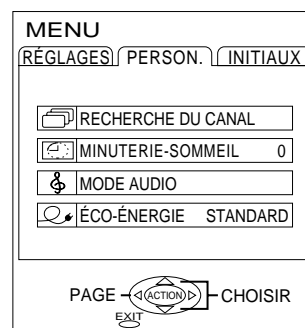 MENU
RÉGLAGES PERSON. INITIAUX
RECHERCHE DU CANAL
MINUTERIE-SOMMEIL 0
MODE AUDIO
ÉCO-ÉNERGIE STANDARD
PAGE ACTION CHOISIR
EXIT